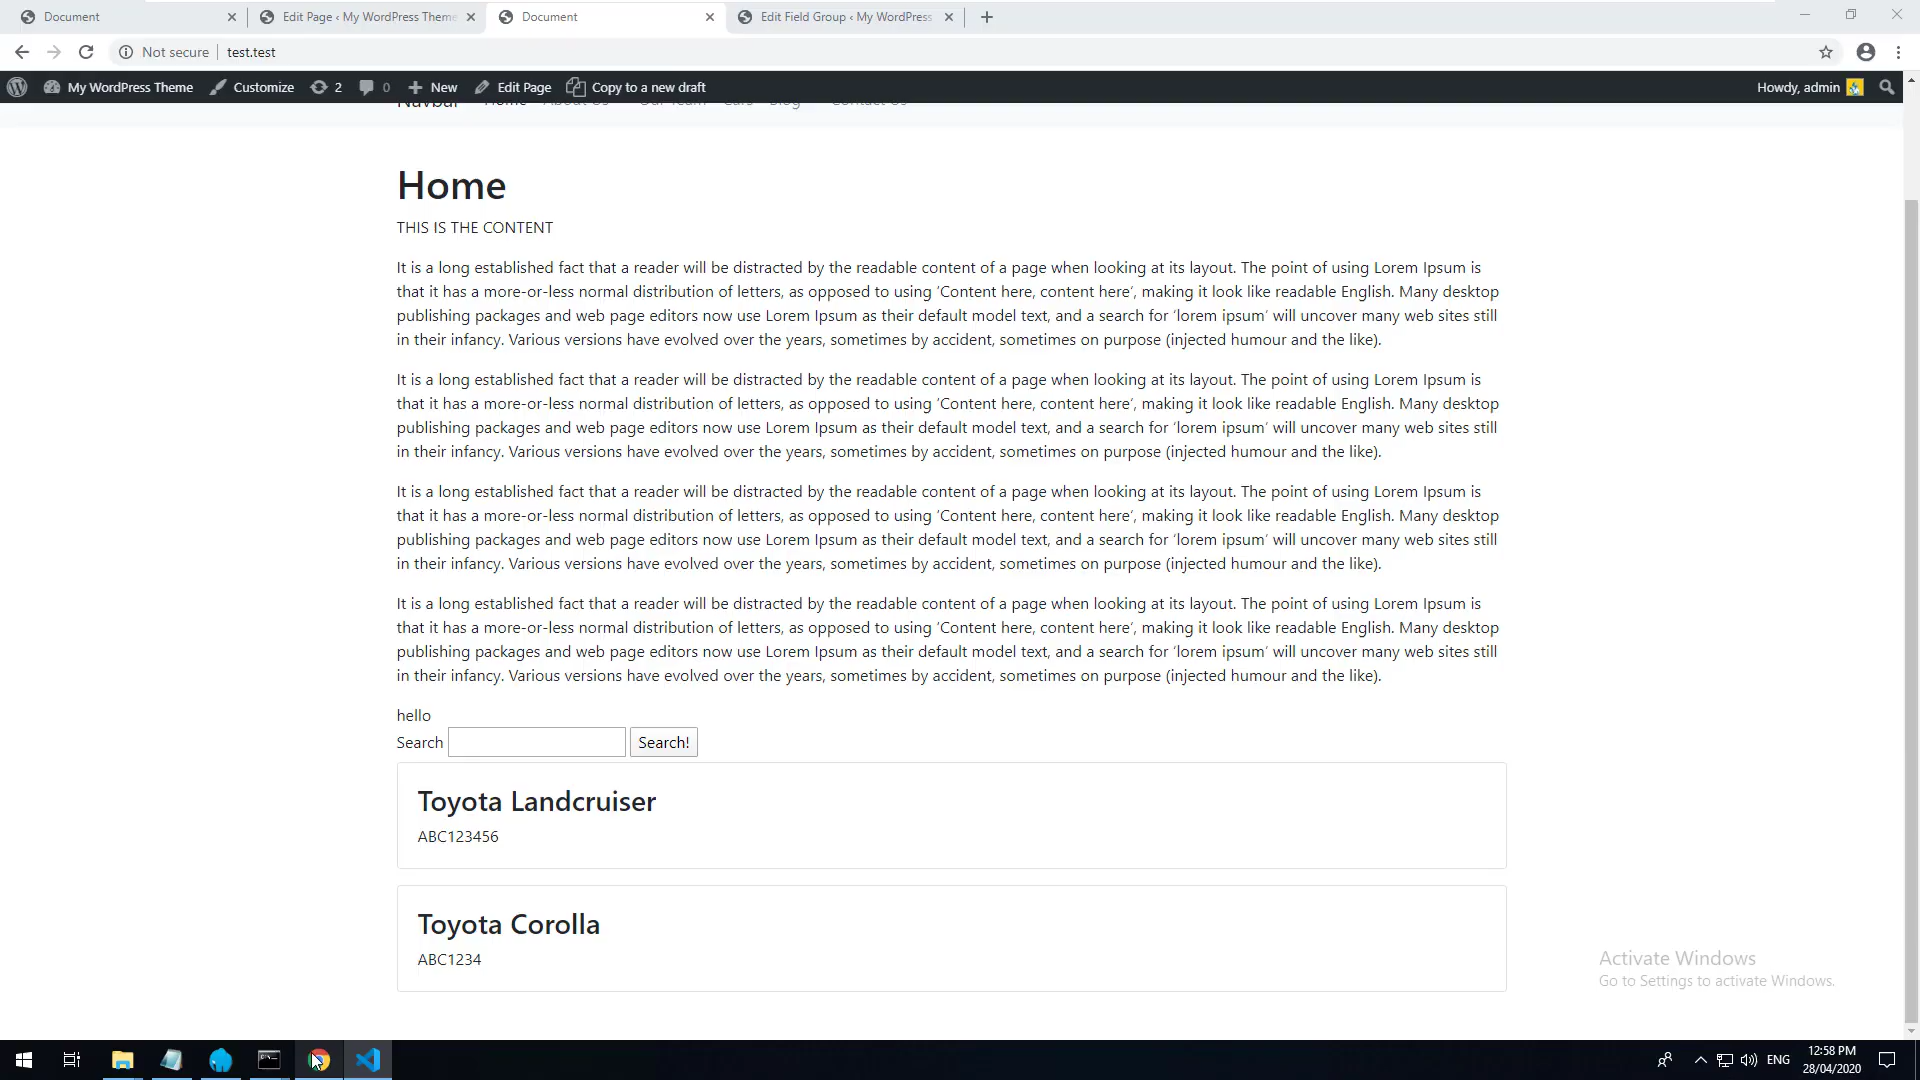 Document
Edit Page ‹ My WordPress Theme
Document
Edit Field Group ‹ My WordPress
Not secure
test.test
My WordPress Theme
Customize
2
0
New
Edit Page
Copy to a new draft
Howdy, admin
Navbar Home About Us Our Team Cars Blog Contact Us
Home
THIS IS THE CONTENT
It is a long established fact that a reader will be distracted by the readable content of a page when looking at its layout. The point of using Lorem Ipsum is
that it has a more-or-less normal distribution of letters, as opposed to using ‘Content here, content here’, making it look like readable English. Many desktop
publishing packages and web page editors now use Lorem Ipsum as their default model text, and a search for ‘lorem ipsum’ will uncover many web sites still
in their infancy. Various versions have evolved over the years, sometimes by accident, sometimes on purpose (injected humour and the like).
It is a long established fact that a reader will be distracted by the readable content of a page when looking at its layout. The point of using Lorem Ipsum is
that it has a more-or-less normal distribution of letters, as opposed to using ‘Content here, content here’, making it look like readable English. Many desktop
publishing packages and web page editors now use Lorem Ipsum as their default model text, and a search for ‘lorem ipsum’ will uncover many web sites still
in their infancy. Various versions have evolved over the years, sometimes by accident, sometimes on purpose (injected humour and the like).
It is a long established fact that a reader will be distracted by the readable content of a page when looking at its layout. The point of using Lorem Ipsum is
that it has a more-or-less normal distribution of letters, as opposed to using ‘Content here, content here’, making it look like readable English. Many desktop
publishing packages and web page editors now use Lorem Ipsum as their default model text, and a search for ‘lorem ipsum’ will uncover many web sites still
in their infancy. Various versions have evolved over the years, sometimes by accident, sometimes on purpose (injected humour and the like).
It is a long established fact that a reader will be distracted by the readable content of a page when looking at its layout. The point of using Lorem Ipsum is
that it has a more-or-less normal distribution of letters, as opposed to using ‘Content here, content here’, making it look like readable English. Many desktop
publishing packages and web page editors now use Lorem Ipsum as their default model text, and a search for ‘lorem ipsum’ will uncover many web sites still
in their infancy. Various versions have evolved over the years, sometimes by accident, sometimes on purpose (injected humour and the like).
hello
Search
Search!
Toyota Landcruiser
ABC123456
Toyota Corolla
ABC1234
Activate Windows
Go to Settings to activate Windows.
ENG
12:58 PM
28/04/2020